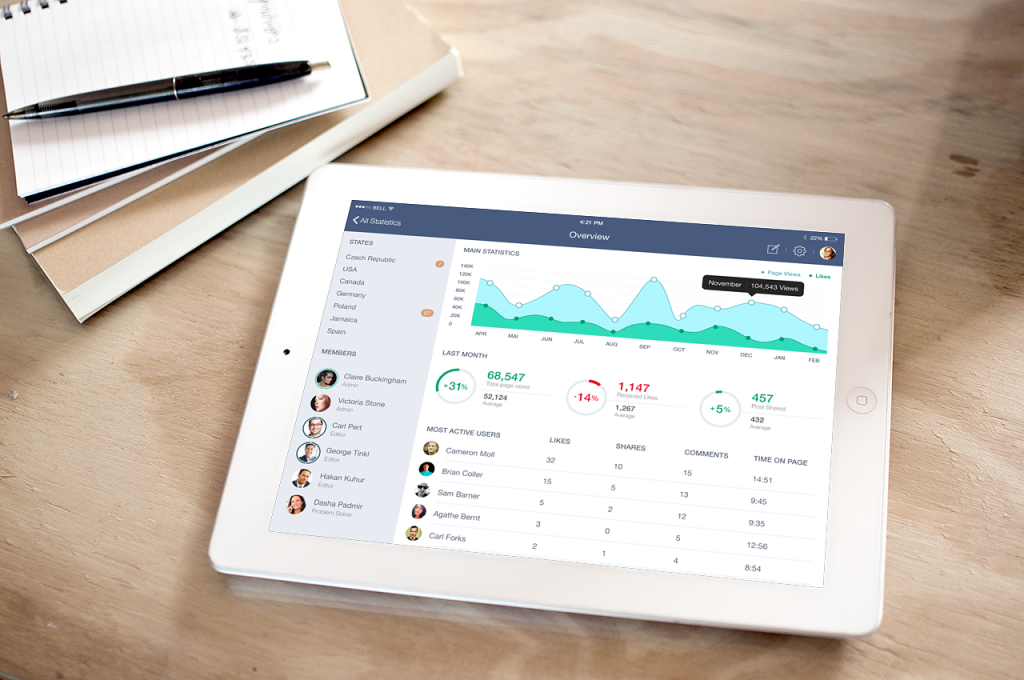 BELL
4:21 PM
22%
All Statistics
Overview
STATES
Czech Republic 7
USA
Canada
Germany
Poland 67
Jamaica
Spain
MEMBERS
Claire Buckingham
Admin
Victoria Stone
Admin
Carl Pert
Editor
George Tinkl
Editor
Hakan Kuhur
Editor
Dasha Padmir
Problem Solver
MAIN STATISTICS
Page Views Likes
140K
120K
100K
80K
60K
40K
20K
0
November 104,543 Views
APR MAI JUN JUL AUG SEP OCT NOV DEC JAN FEB
LAST MONTH
+31%
68,547
Total page views
52,124
Average
-14%
1,147
Received Likes
1,267
Average
+5%
457
Post Shared
432
Average
MOST ACTIVE USERS LIKES SHARES COMMENTS TIME ON PAGE
Cameron Moll 32 10 15 14:51
Brian Coller 15 5 13 9:45
Sam Barner 5 2 12 9:35
Agathe Bernt 3 0 5 12:56
Carl Forks 2 1 4 8:54